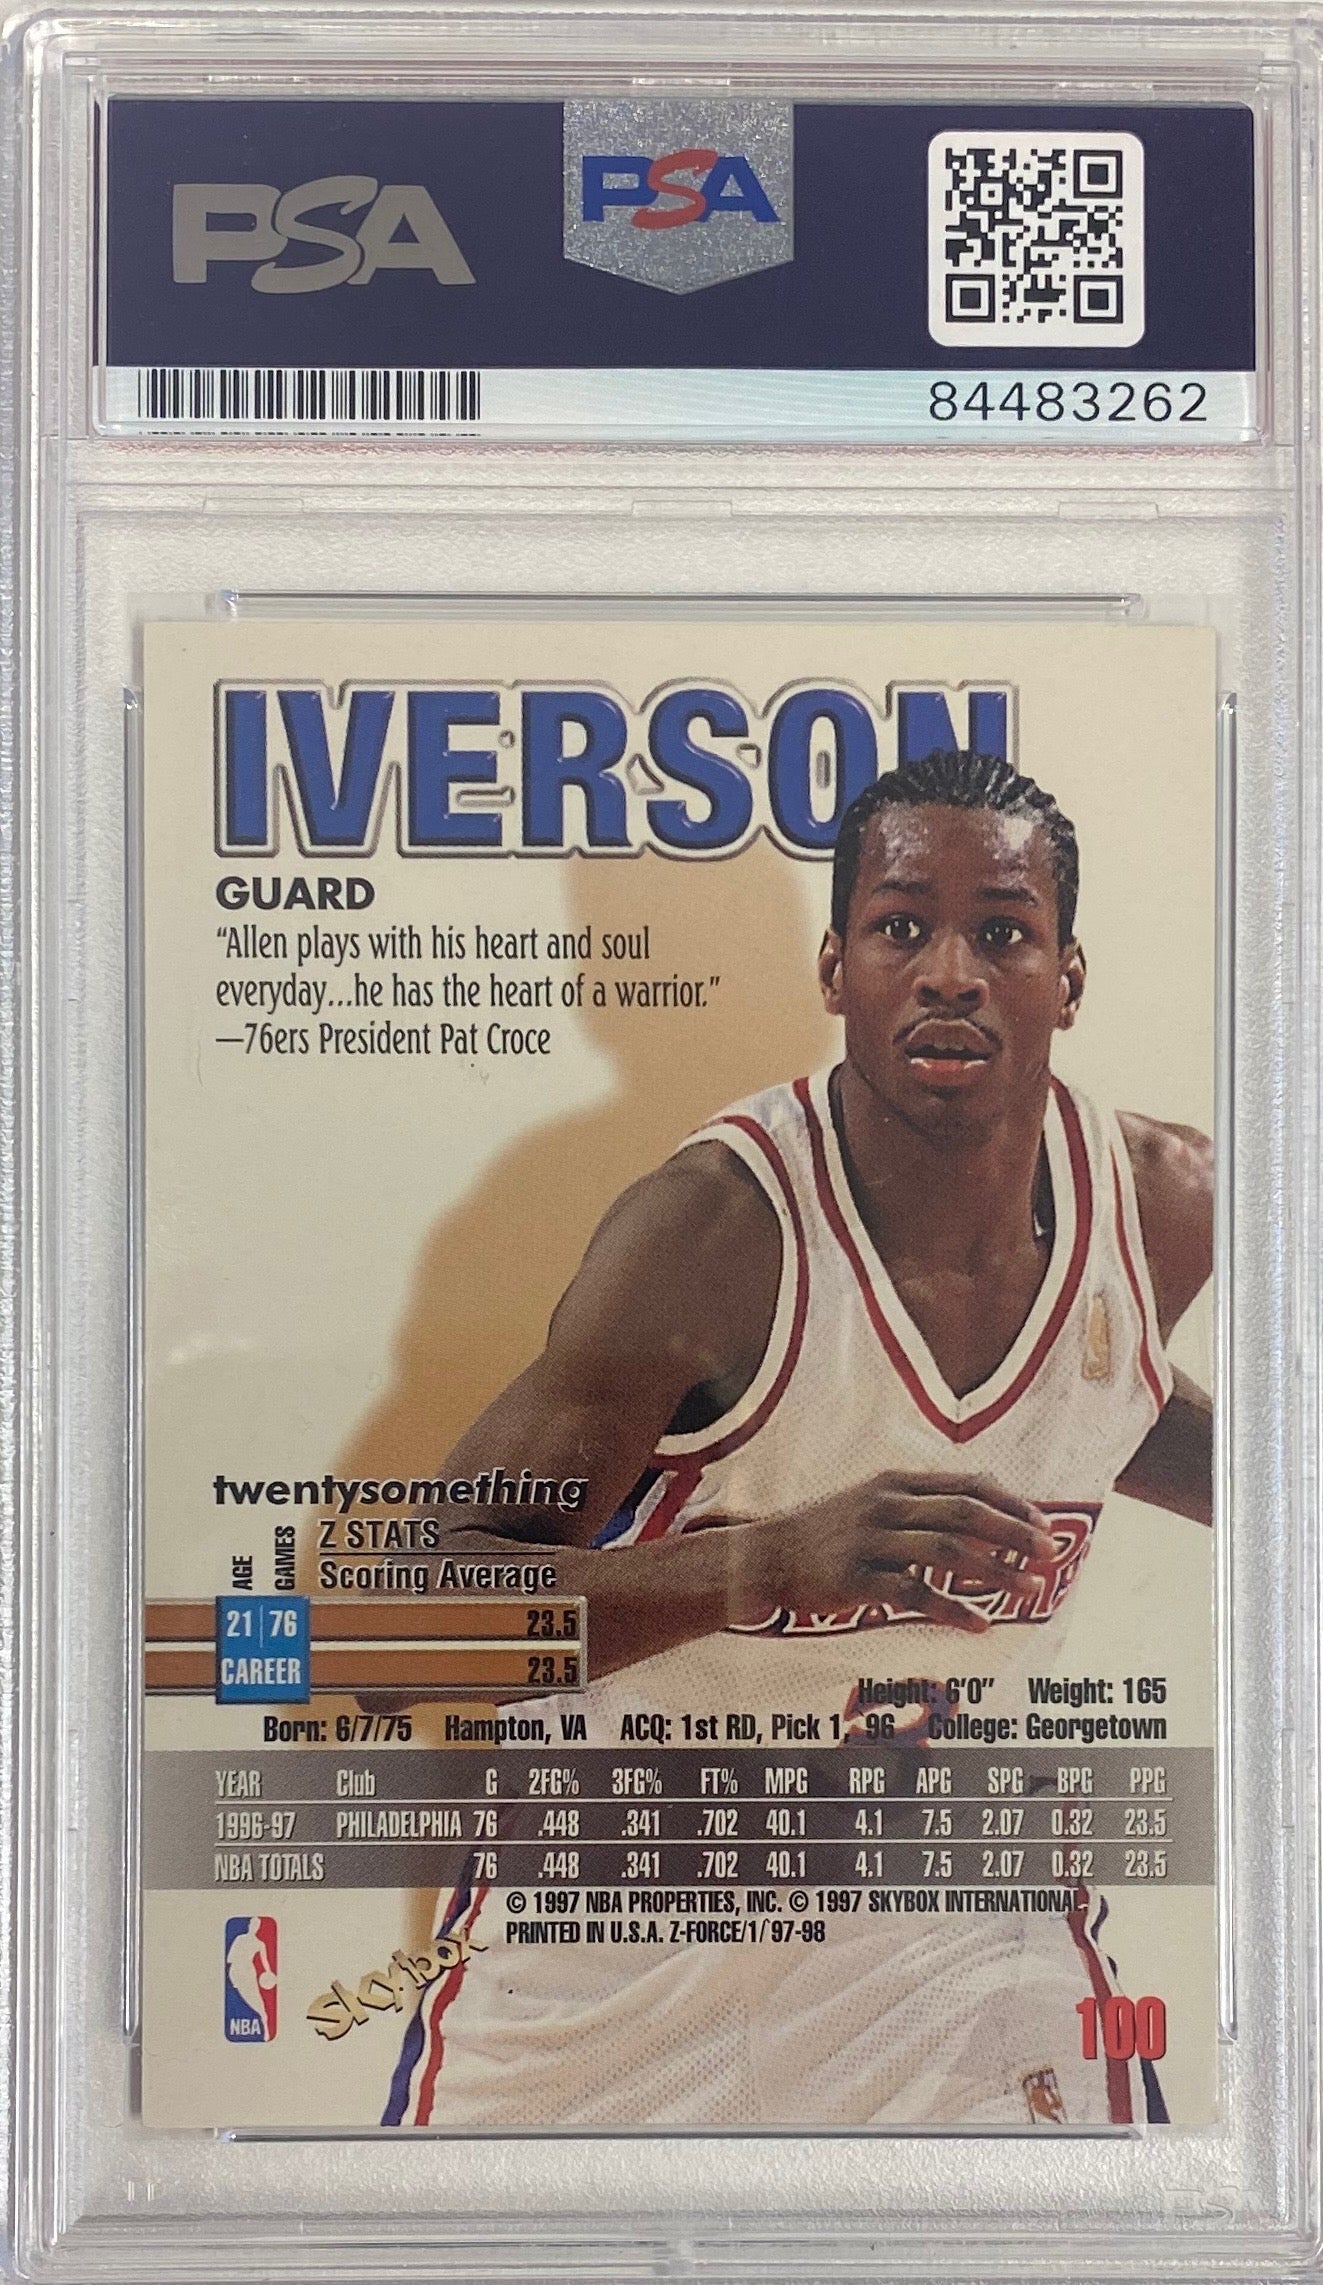 PSA
PSA
84483262
IVERSON
GUARD
“Allen plays with his heart and soul
everyday...he has the heart of a warrior.”
—76ers President Pat Croce
twentysomething
Z STATS
AGE
GAMES
Scoring Average
21 76 23.5
CAREER 23.5
Height: 6'0" Weight: 165
Born: 6/7/75 Hampton, VA ACQ: 1st RD, Pick 1, '96 College: Georgetown
YEAR Club G 2FG% 3FG% FT% MPG RPG APG SPG BPG PPG
1996-97 PHILADELPHIA 76 .448 .341 .702 40.1 4.1 7.5 2.07 0.32 23.5
NBA TOTALS 76 .448 .341 .702 40.1 4.1 7.5 2.07 0.32 23.5
© 1997 NBA PROPERTIES, INC. © 1997 SKYBOX INTERNATIONAL.
PRINTED IN U.S.A. Z-FORCE/1/'97-98
NBA
Skybox
100
PSA